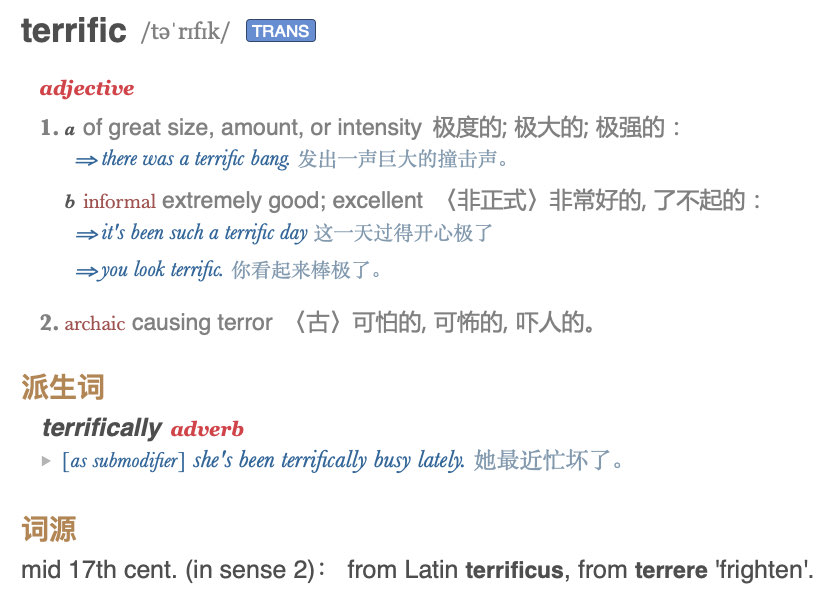 terrific /təˈrɪfɪk/ TRANS
adjective
1. a of great size, amount, or intensity 极度的; 极大的; 极强的：
⇒there was a terrific bang. 发出一声巨大的撞击声。
b informal extremely good; excellent 〈非正式〉非常好的, 了不起的：
⇒it's been such a terrific day 这一天过得开心极了
⇒you look terrific. 你看起来棒极了。
2. archaic causing terror 〈古〉可怕的, 可怖的, 吓人的。
派生词
terrifically adverb
▶ [as submodifier] she's been terrifically busy lately. 她最近忙坏了。
词源
mid 17th cent. (in sense 2)： from Latin terrificus, from terrere 'frighten'.